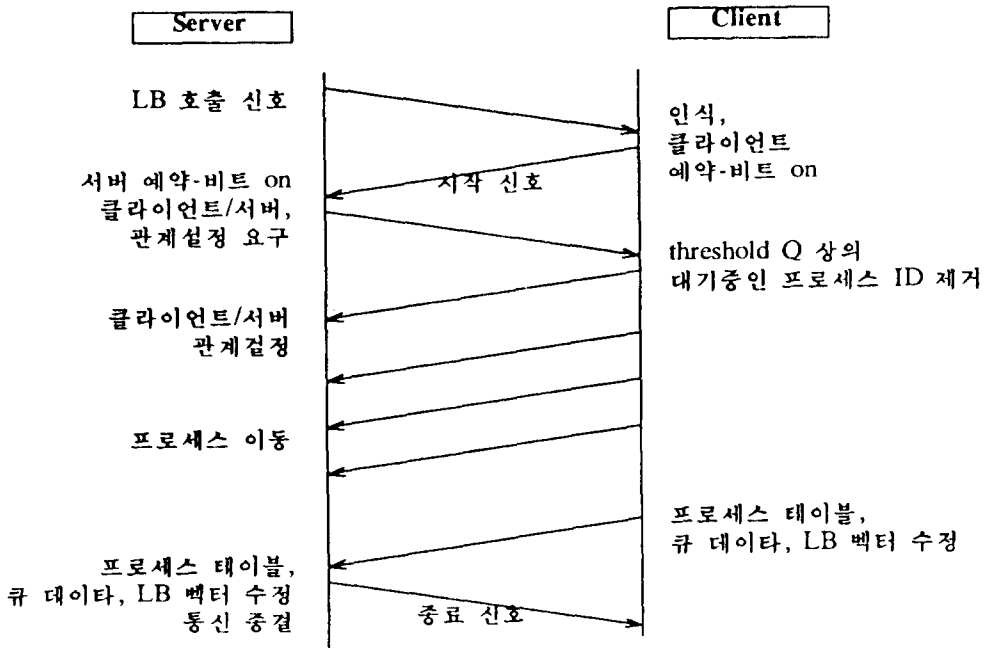 Server
Client
LB 호출 신호
인식,
클라이언트
예약-비트 on
서버 예약-비트 on
클라이언트/서버,
관계설정 요구
시작 신호
threshold Q 상의
대기중인 프로세스 ID 제거
클라이언트/서버
관계결정
프로세스 이동
프로세스 테이블,
큐 데이타, LB 벡터 수정
프로세스 테이블,
큐 데이타, LB 벡터 수정
통신 종결
종료 신호